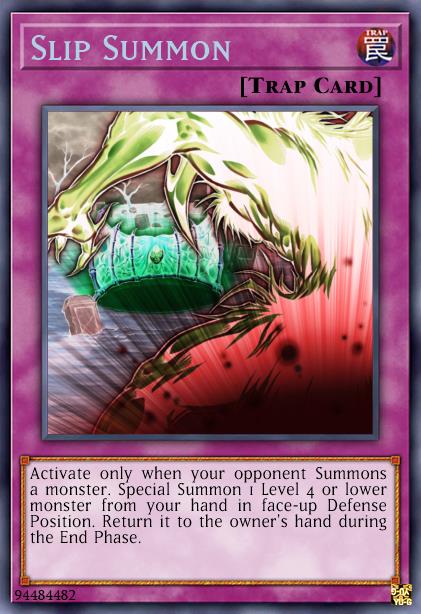 Slip Summon
TRAP
罠
[Trap Card]
Activate only when your opponent Summons
a monster. Special Summon 1 Level 4 or lower
monster from your hand in face-up Defense
Position. Return it to the owner's hand during
the End Phase.
94484482